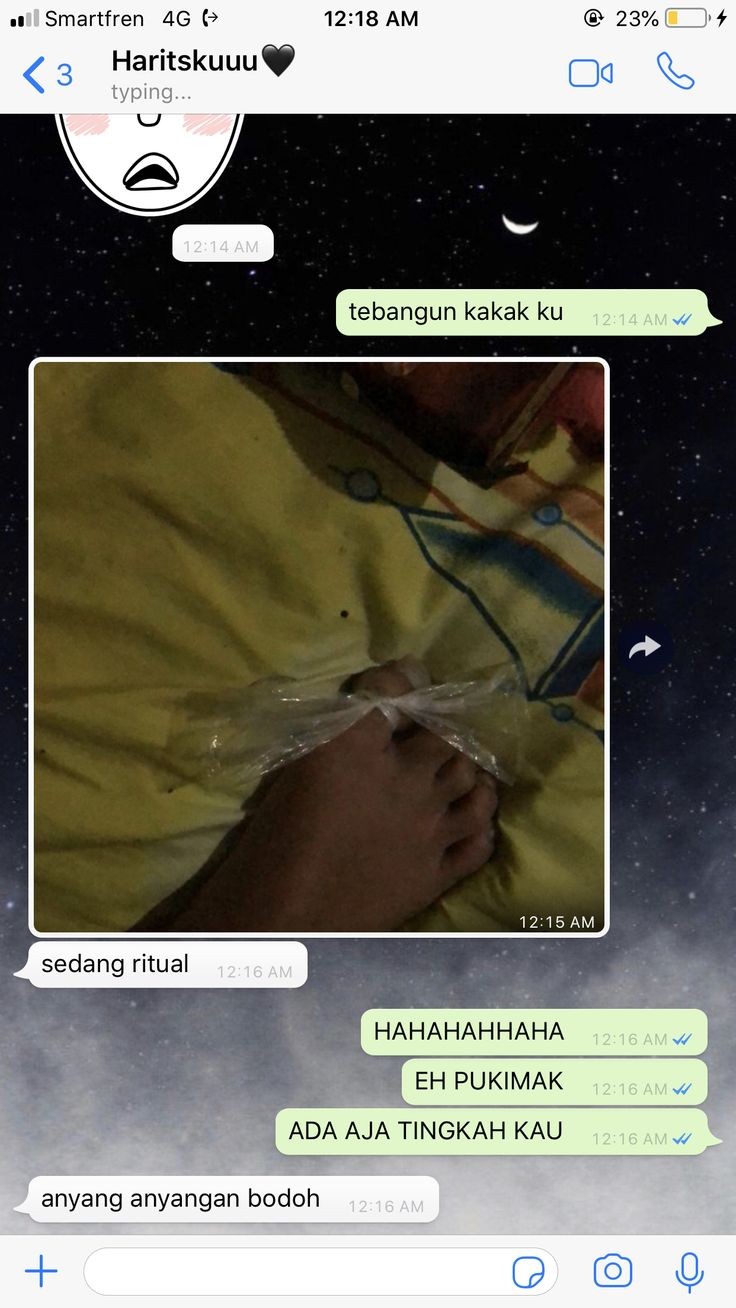 Smartfren 4G 12:18 AM 23%
3 Haritskuuu🖤
typing...
12:14 AM
tebangun kakak ku 12:14 AM
12:15 AM
sedang ritual 12:16 AM
HAHAHAHHAHA 12:16 AM
EH PUKIMAK 12:16 AM
ADA AJA TINGKAH KAU 12:16 AM
anyang anyangan bodoh 12:16 AM